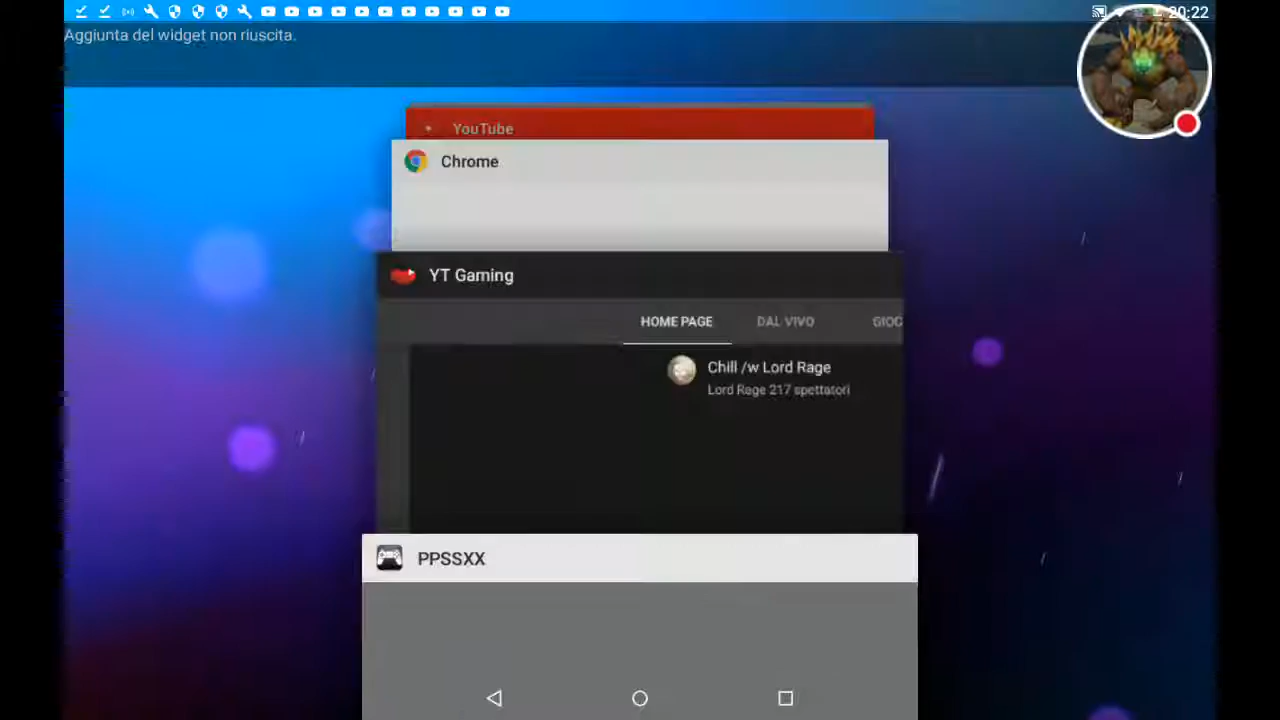 20:22
Aggiunta del widget non riuscita.
YouTube
Chrome
YT Gaming
HOME PAGE DAL VIVO GIOC
Chill /w Lord Rage
Lord Rage 217 spettatori
PPSSXX